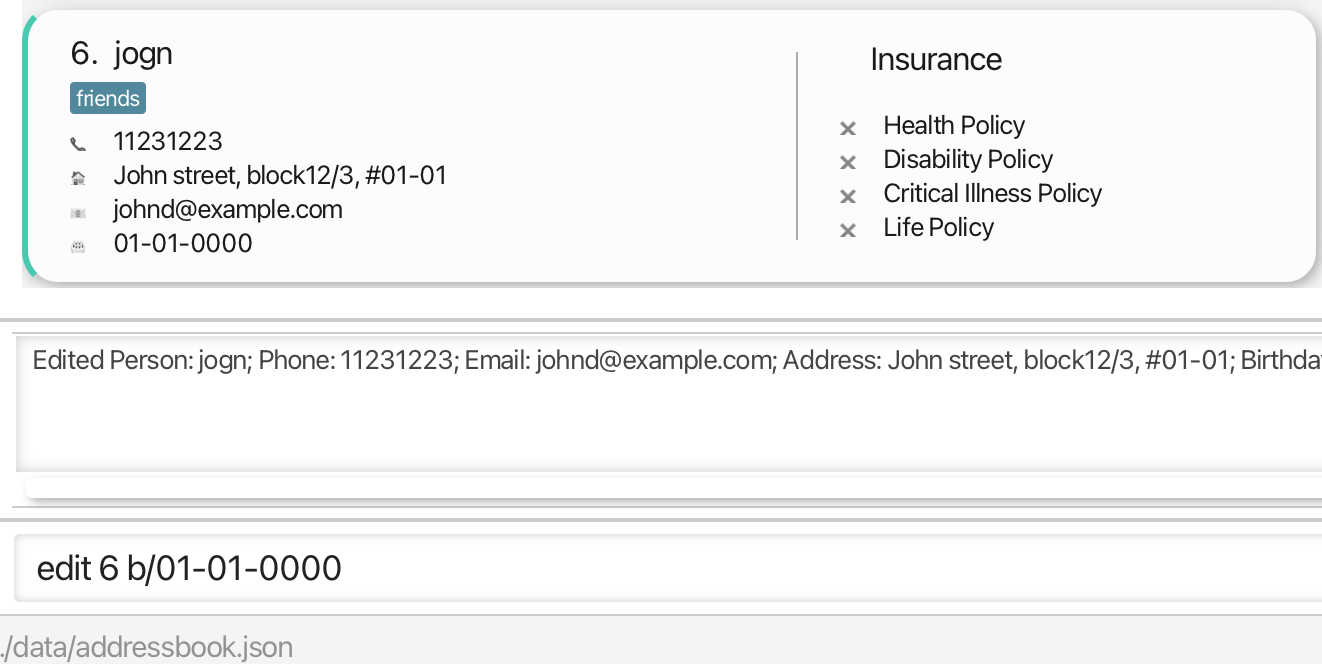 6. jogn
friends
11231223
John street, block12/3, #01-01
johnd@example.com
01-01-0000
Insurance
Health Policy
Disability Policy
Critical Illness Policy
Life Policy
Edited Person: jogn; Phone: 11231223; Email: johnd@example.com; Address: John street, block12/3, #01-01; Birthda
edit 6 b/01-01-0000
./data/addressbook.json